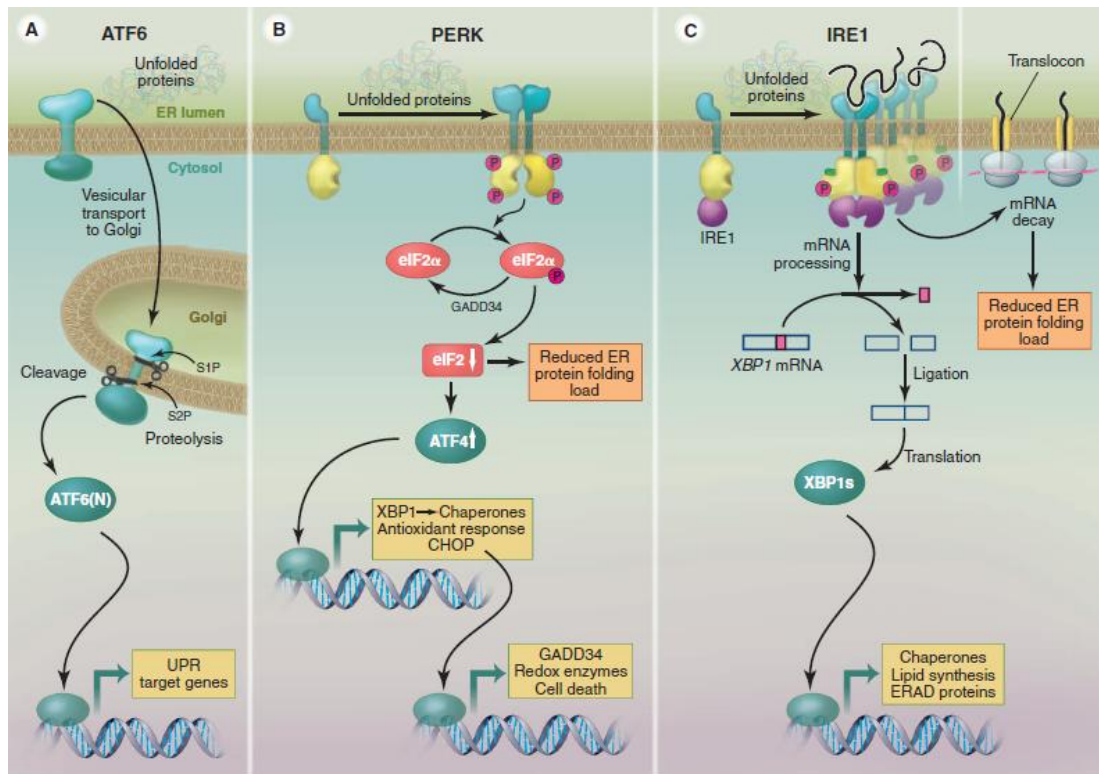 A
ATF6
Unfolded
proteins
ER lumen
Cytosol
Vesicular
transport
to Golgi
Golgi
S1P
Cleavage
S2P
Proteolysis
ATF6(N)
UPR
target genes
B
PERK
Unfolded proteins
P
P
P
P
eIF2α
eIF2α
P
GADD34
eIF2
Reduced ER
protein folding
load
ATF4
XBP1 → Chaperones
Antioxidant response
CHOP
GADD34
Redox enzymes
Cell death
C
IRE1
Unfolded
proteins
Translocon
P
P
P
P
IRE1
mRNA
decay
mRNA
processing
Reduced ER
protein folding
load
XBP1 mRNA
Ligation
Translation
XBP1s
Chaperones
Lipid synthesis
ERAD proteins